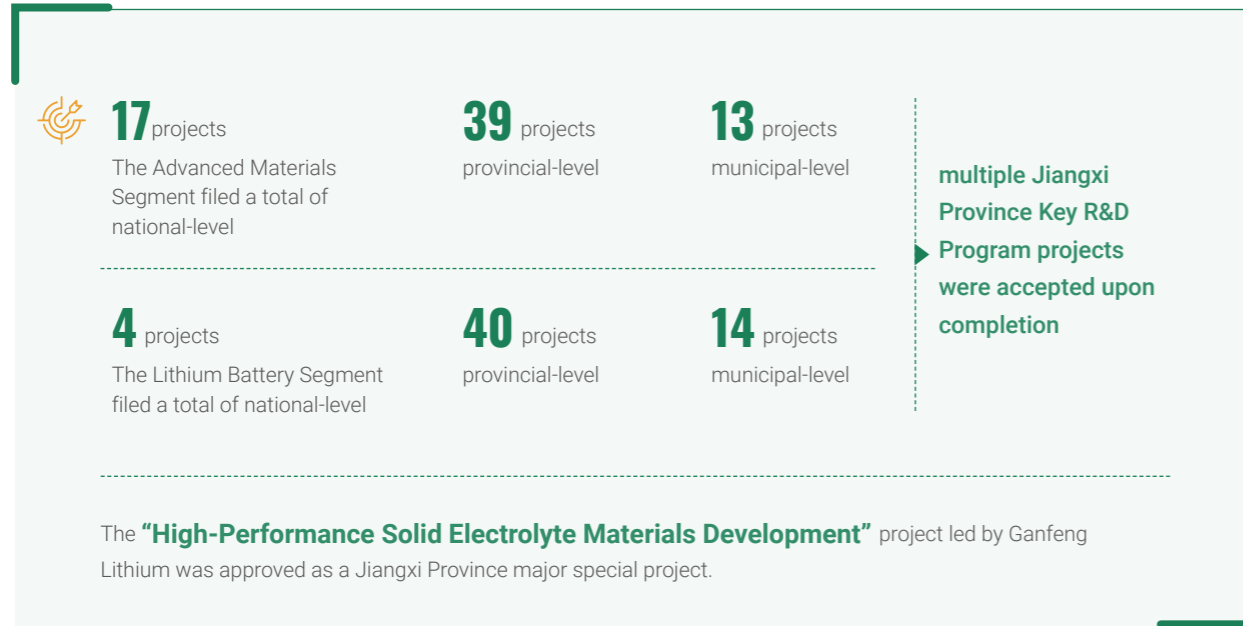 17 projects
The Advanced Materials
Segment filed a total of
national-level
39 projects
provincial-level
13 projects
municipal-level
4 projects
The Lithium Battery Segment
filed a total of national-level
40 projects
provincial-level
14 projects
municipal-level
multiple Jiangxi
Province Key R&D
Program projects
were accepted upon
completion
The “High-Performance Solid Electrolyte Materials Development” project led by Ganfeng
Lithium was approved as a Jiangxi Province major special project.